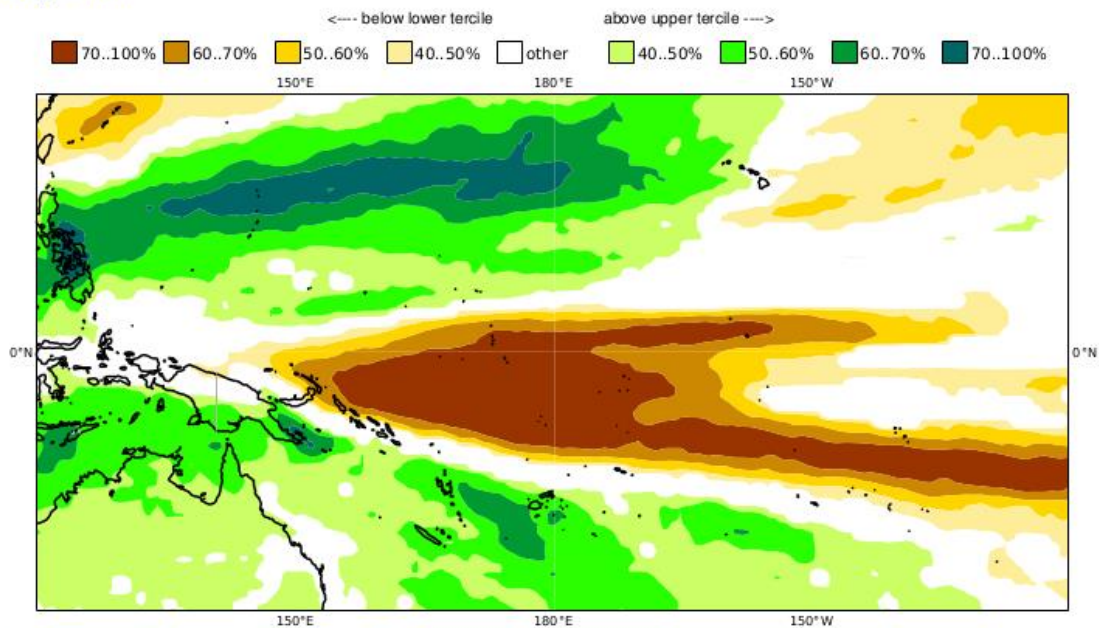 <---- below lower tercile above upper tercile ---->
70..100% 60..70% 50..60% 40..50% other 40..50% 50..60% 60..70% 70..100%
150°E 180°E 150°W
0°N 0°N
150°E 180°E 150°W